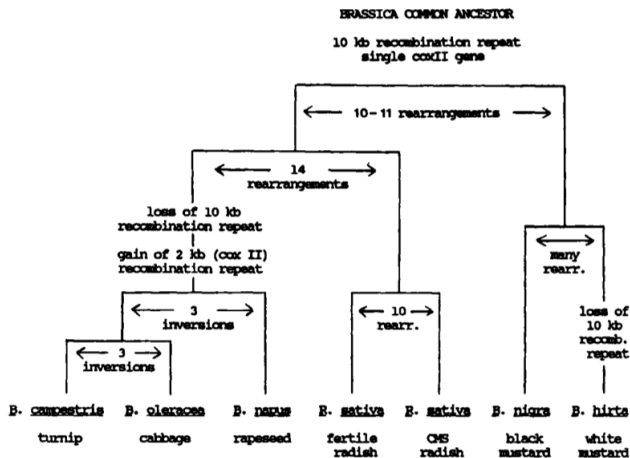 BRASSICA COMMON ANCESTOR
10 kb recombination repeat
single coxII gene
10-11 rearrangements
14
rearrangements
loss of 10 kb
recombination repeat
gain of 2 kb (cox II)
recombination repeat
many
rearr.
3
inversions
10
rearr.
loss of
10 kb
recomb.
repeat
3
inversions
B. campestris B. oleracea B. napus B. sativa B. sativa B. nigra B. hirta
turnip cabbage rapeseed fertile radish CMS radish black mustard white mustard